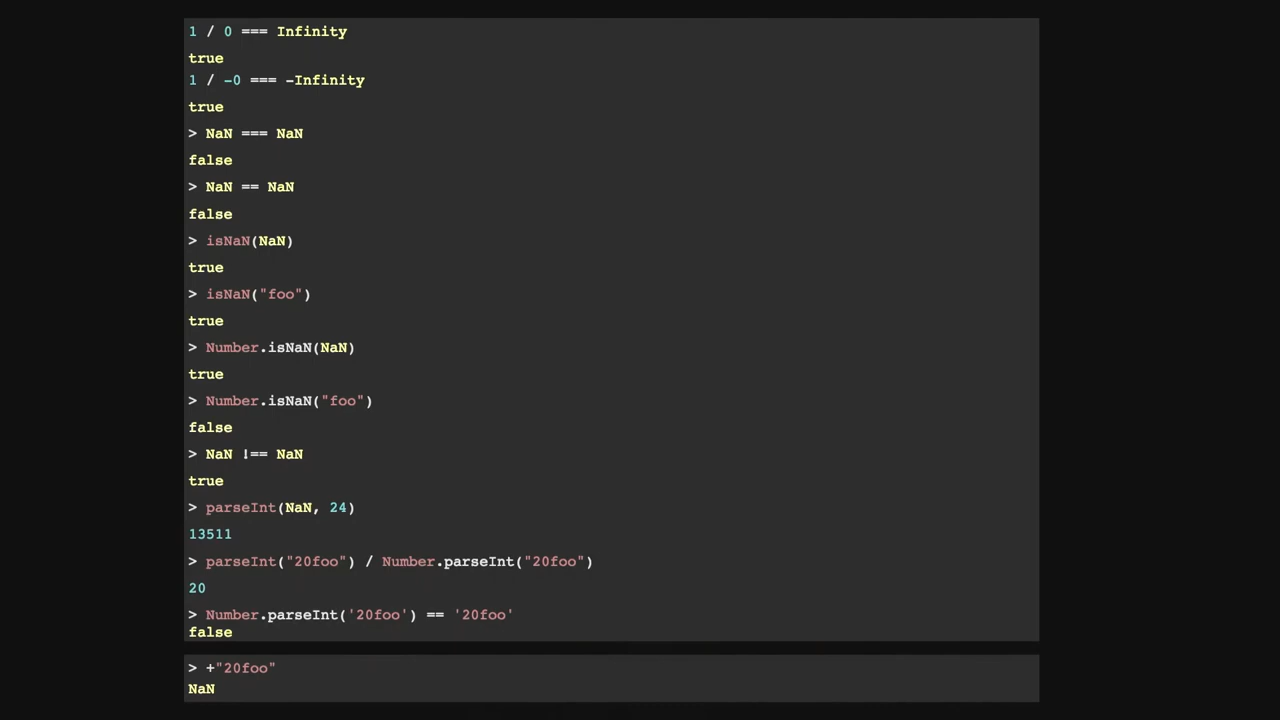 1 / 0 === Infinity
true
1 / -0 === -Infinity
true
> NaN === NaN
false
> NaN == NaN
false
> isNaN(NaN)
true
> isNaN("foo")
true
> Number.isNaN(NaN)
true
> Number.isNaN("foo")
false
> NaN !== NaN
true
> parseInt(NaN, 24)
13511
> parseInt("20foo") / Number.parseInt("20foo")
20
> Number.parseInt('20foo') == '20foo'
false
> +"20foo"
NaN